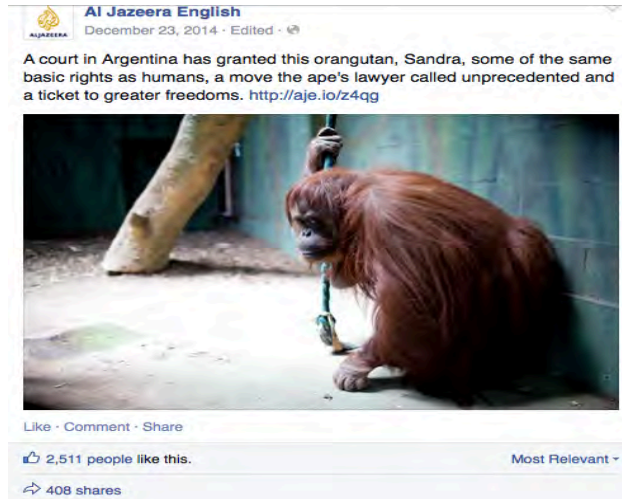 Al Jazeera English
ALJAZEERA
December 23, 2014 · Edited ·
A court in Argentina has granted this orangutan, Sandra, some of the same
basic rights as humans, a move the ape's lawyer called unprecedented and
a ticket to greater freedoms. http://aje.io/z4qg
Like · Comment · Share
2,511 people like this.
Most Relevant
408 shares